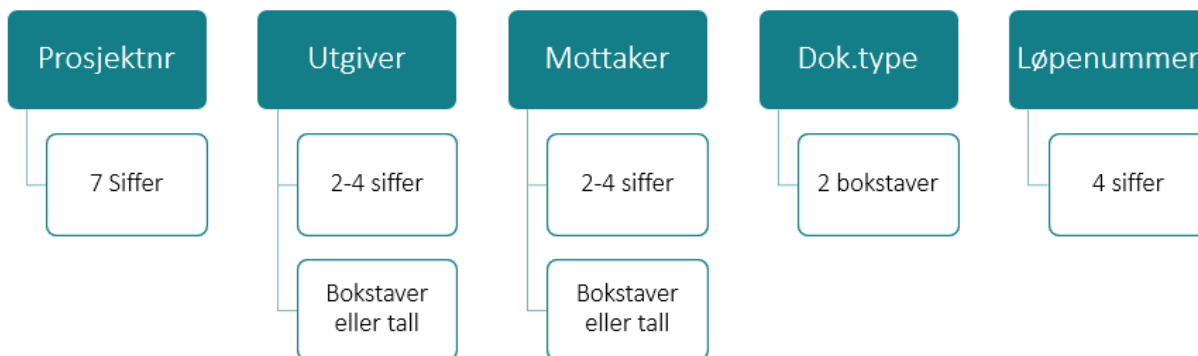 Prosjektnr
Utgiver
Mottaker
Dok.type
Løpenummer
7 Siffer
2-4 siffer
2-4 siffer
2 bokstaver
4 siffer
Bokstaver
eller tall
Bokstaver
eller tall